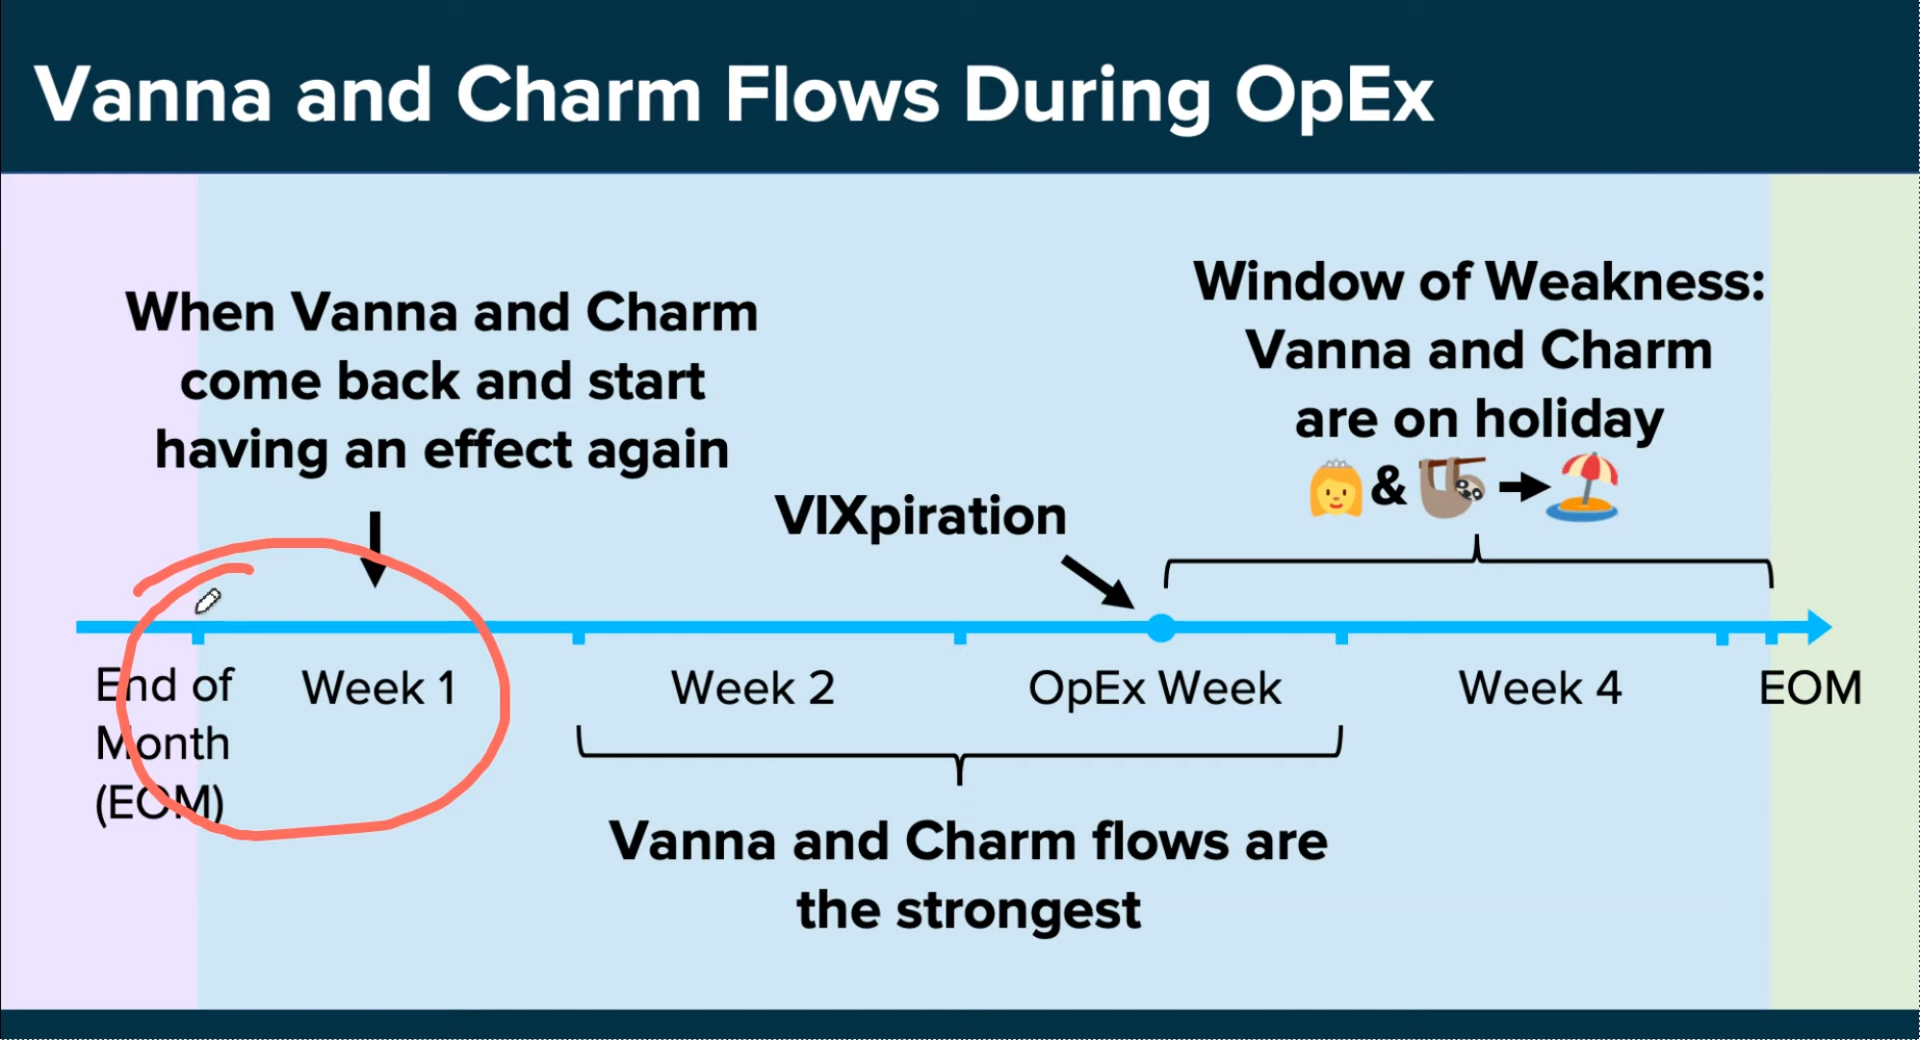 Vanna and Charm Flows During OpEx
When Vanna and Charm
come back and start
having an effect again
VIXpiration
Window of Weakness:
Vanna and Charm
are on holiday
&
End of
Month
(EOM)
Week 1
Week 2
OpEx Week
Week 4
EOM
Vanna and Charm flows are
the strongest